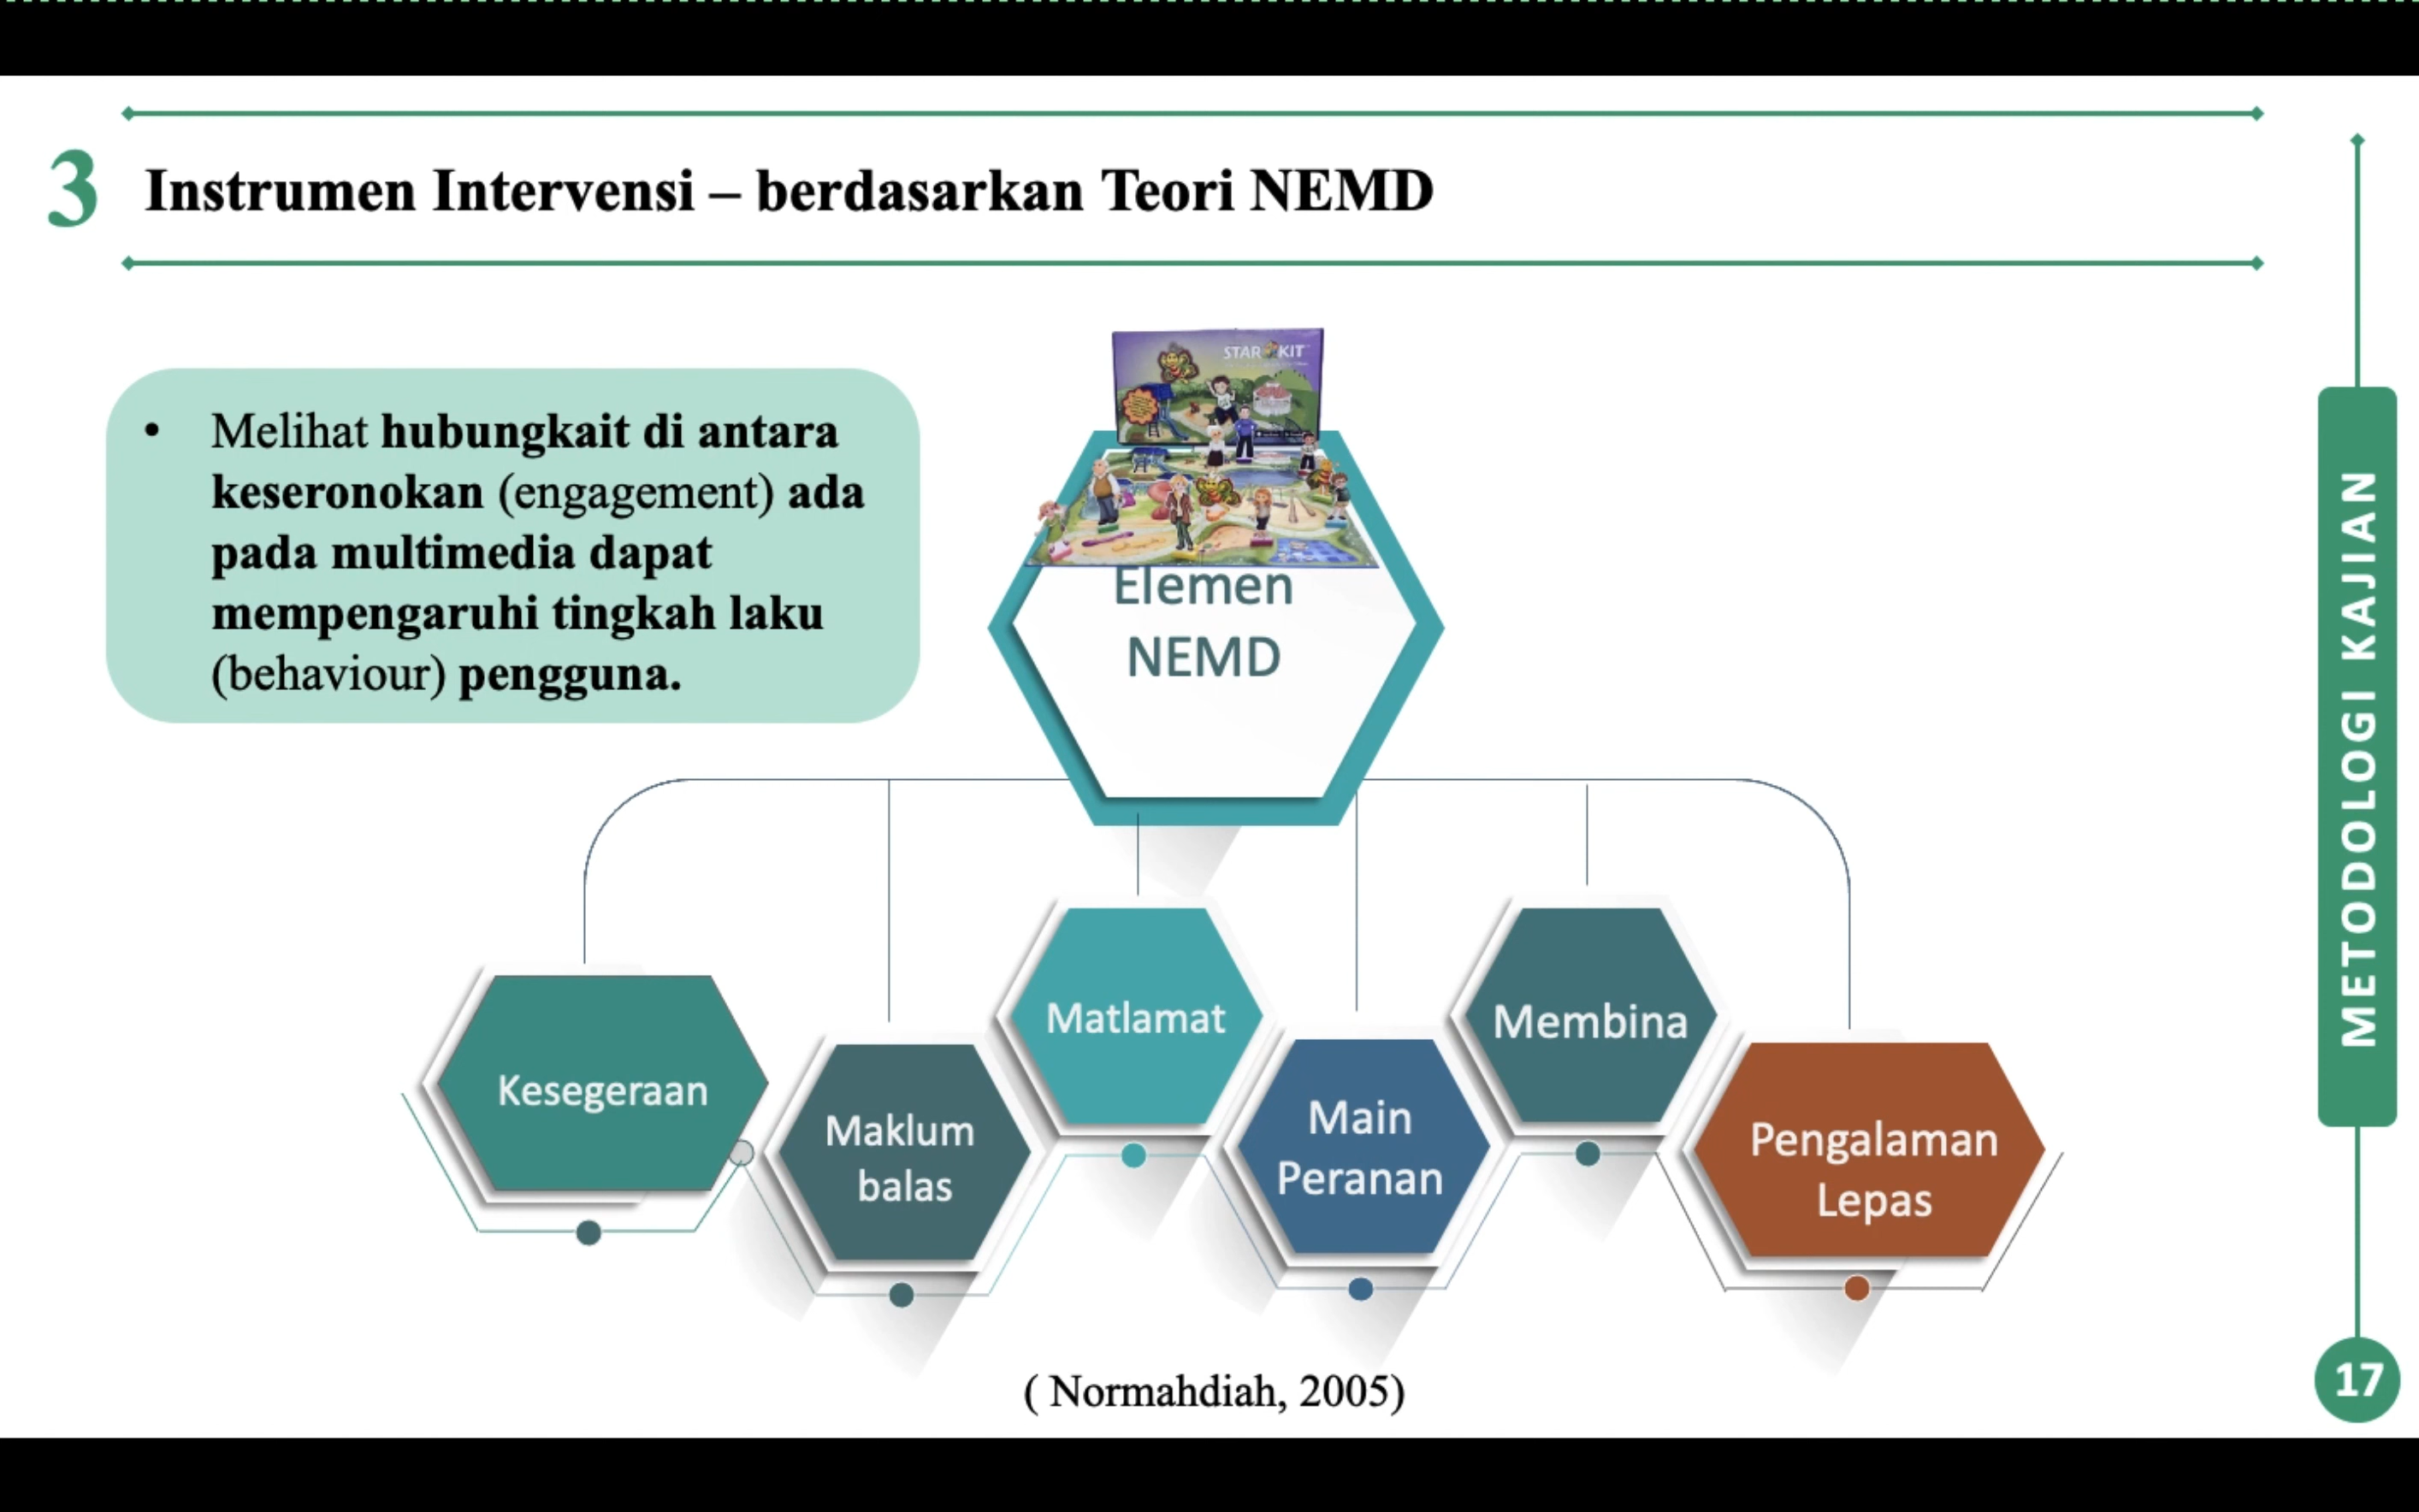 3 Instrumen Intervensi – berdasarkan Teori NEMD
• Melihat hubungkait di antara
keseronokan (engagement) ada
pada multimedia dapat
mempengaruhi tingkah laku
(behaviour) pengguna.
STAR KIT
Elemen
NEMD
Kesegeraan
Maklum
balas
Matlamat
Main
Peranan
Membina
Pengalaman
Lepas
( Normahdiah, 2005)
METODOLOGI KAJIAN
17